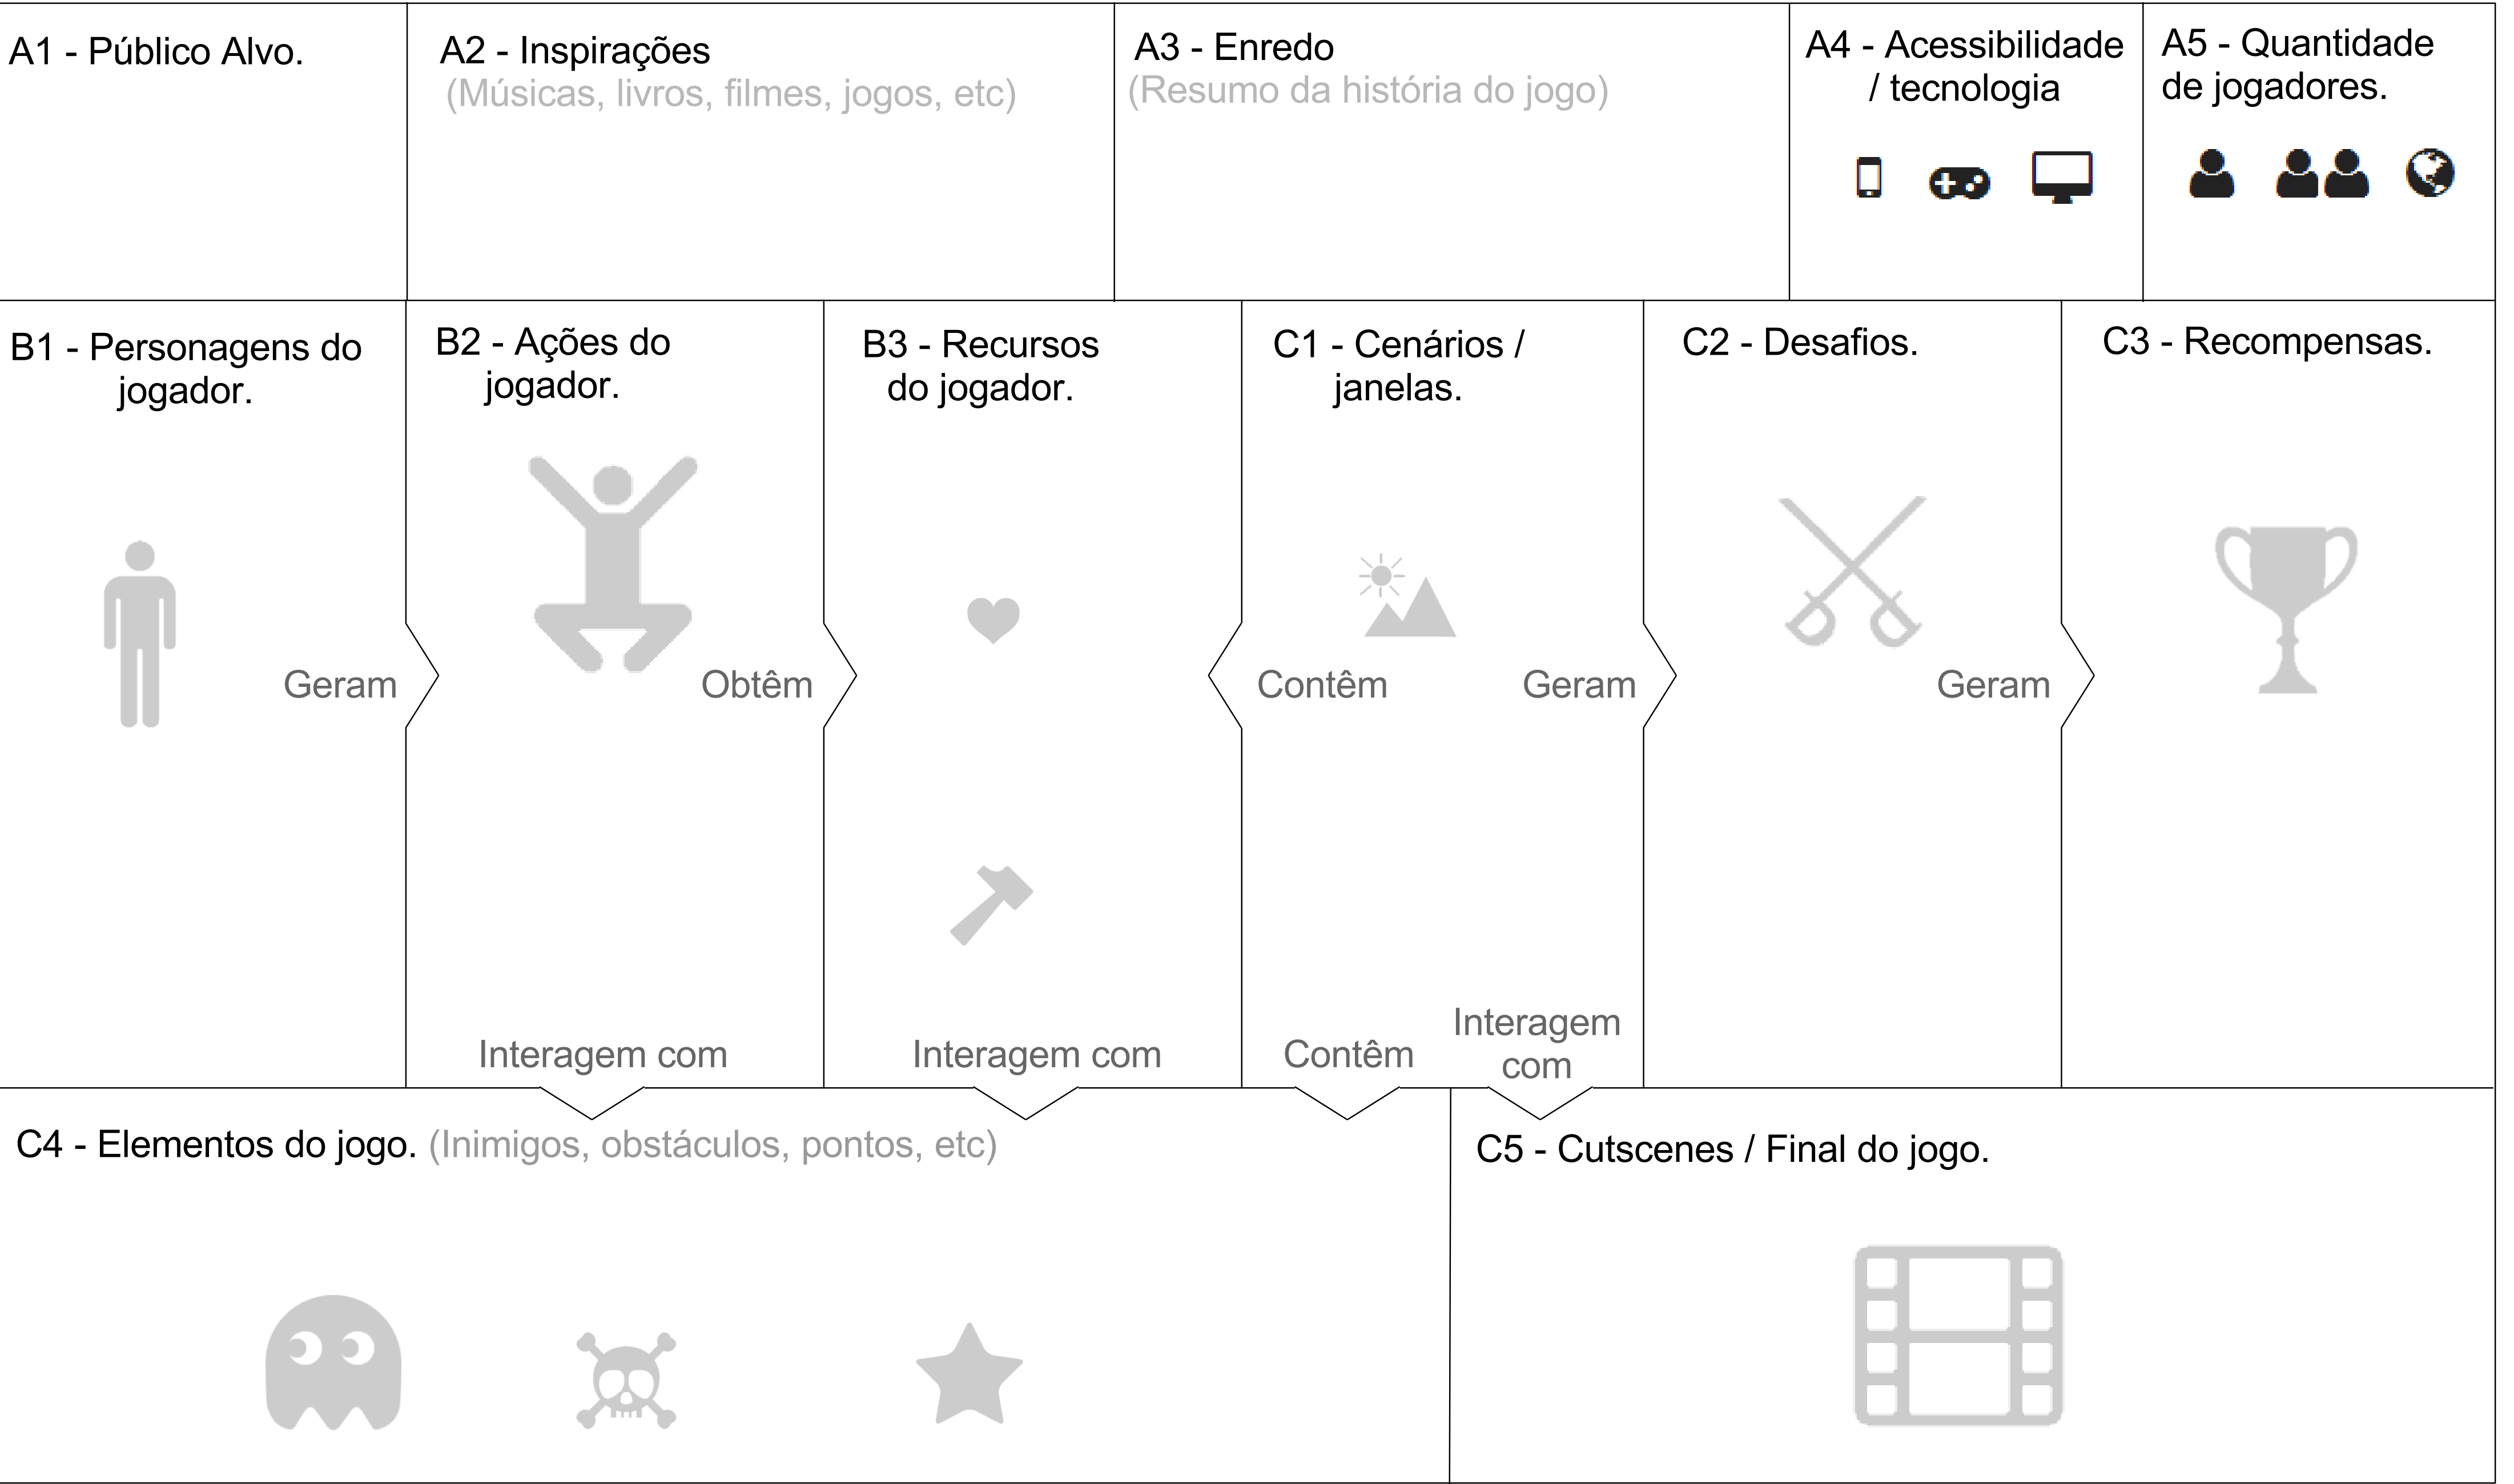 A1 - Público Alvo.
A2 - Inspirações
(Músicas, livros, filmes, jogos, etc)
A3 - Enredo
(Resumo da história do jogo)
A4 - Acessibilidade
/ tecnologia
A5 - Quantidade
de jogadores.
B1 - Personagens do
jogador.
Geram
B2 - Ações do
jogador.
Obtêm
Interagem com
B3 - Recursos
do jogador.
Interagem com
C1 - Cenários /
janelas.
Contêm
Geram
Contêm
Interagem
com
C2 - Desafios.
Geram
C3 - Recompensas.
C4 - Elementos do jogo. (Inimigos, obstáculos, pontos, etc)
C5 - Cutscenes / Final do jogo.